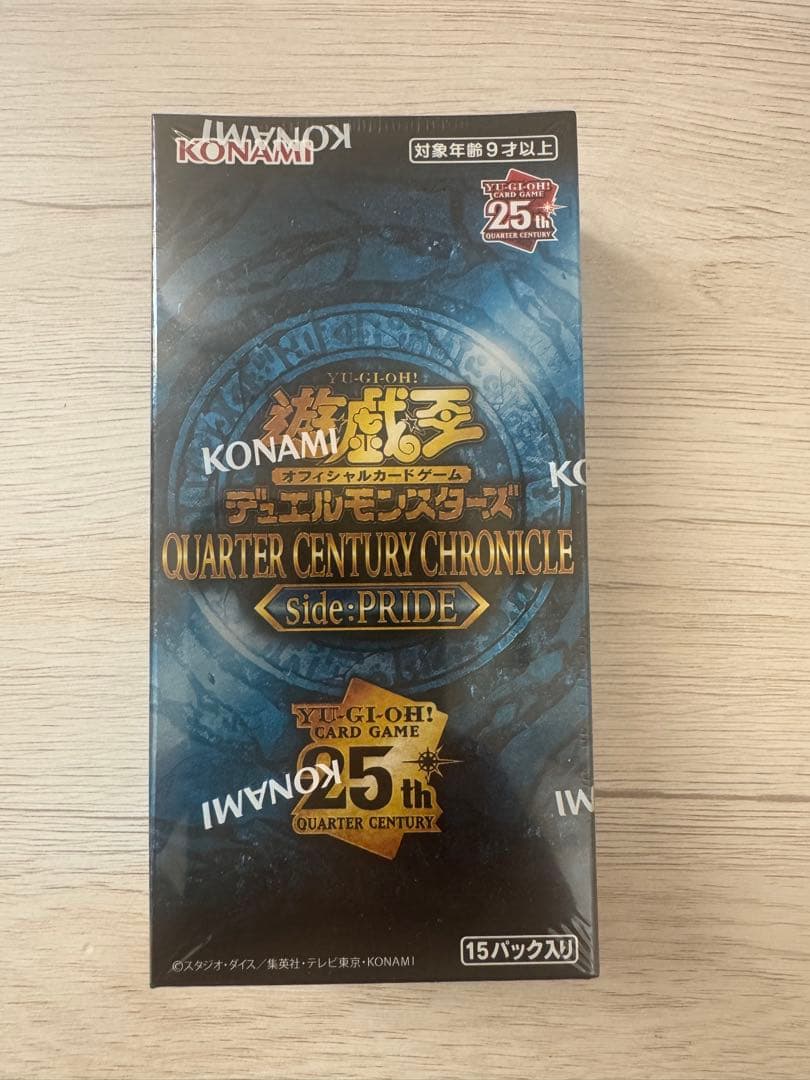 KONAMI
KONAMI
対象年齢9才以上
YU-GI-OH!
CARD GAME
25th
QUARTER CENTURY
YU-GI-OH!
遊戯王
KONAMI
オフィシャルカードゲーム
デュエルモンスターズ
QUARTER CENTURY CHRONICLE
side:PRIDE
YU-GI-OH!
CARD GAME
25th
QUARTER CENTURY
KONAMI
15パック入り
©スタジオ・ダイス/集英社・テレビ東京・KONAMI